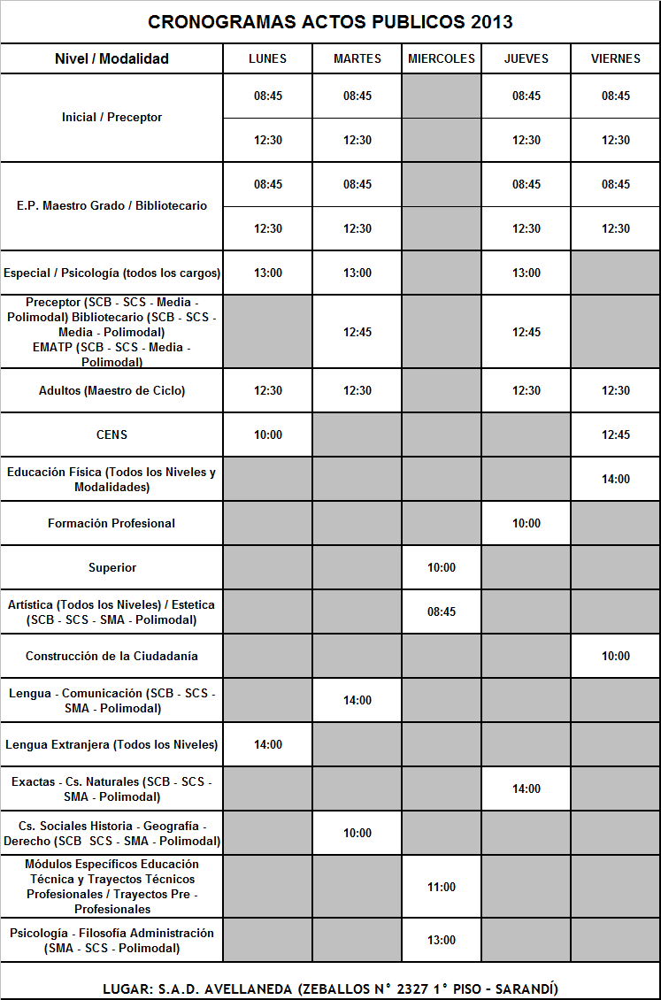 CRONOGRAMAS ACTOS PUBLICOS 2013
Nivel / Modalidad LUNES MARTES MIERCOLES JUEVES VIERNES
Inicial / Preceptor
08:45 08:45 08:45 08:45
12:30 12:30 12:30 12:30
E.P. Maestro Grado / Bibliotecario
08:45 08:45 08:45 08:45
12:30 12:30 12:30 12:30
Especial / Psicología (todos los cargos) 13:00 13:00 13:00
Preceptor (SCB - SCS - Media -
Polimodal) Bibliotecario (SCB - SCS -
Media - Polimodal)
EMATP (SCB - SCS - Media -
Polimodal)
12:45 12:45
Adultos (Maestro de Ciclo) 12:30 12:30 12:30 12:30
CENS 10:00 12:45
Educación Física (Todos los Niveles y
Modalidades)
14:00
Formación Profesional 10:00
Superior 10:00
Artística (Todos los Niveles) / Estetica
(SCB - SCS - SMA - Polimodal)
08:45
Construcción de la Ciudadanía 10:00
Lengua - Comunicación (SCB - SCS -
SMA - Polimodal)
14:00
Lengua Extranjera (Todos los Niveles) 14:00
Exactas - Cs. Naturales (SCB - SCS -
SMA - Polimodal)
14:00
Cs. Sociales Historia - Geografía -
Derecho (SCB SCS - SMA - Polimodal)
10:00
Módulos Específicos Educación
Técnica y Trayectos Técnicos
Profesionales / Trayectos Pre -
Profesionales
11:00
Psicología - Filosofía Administración
(SMA - SCS - Polimodal)
13:00
LUGAR: S.A.D. AVELLANEDA (ZEBALLOS N° 2327 1° PISO – SARANDÍ)